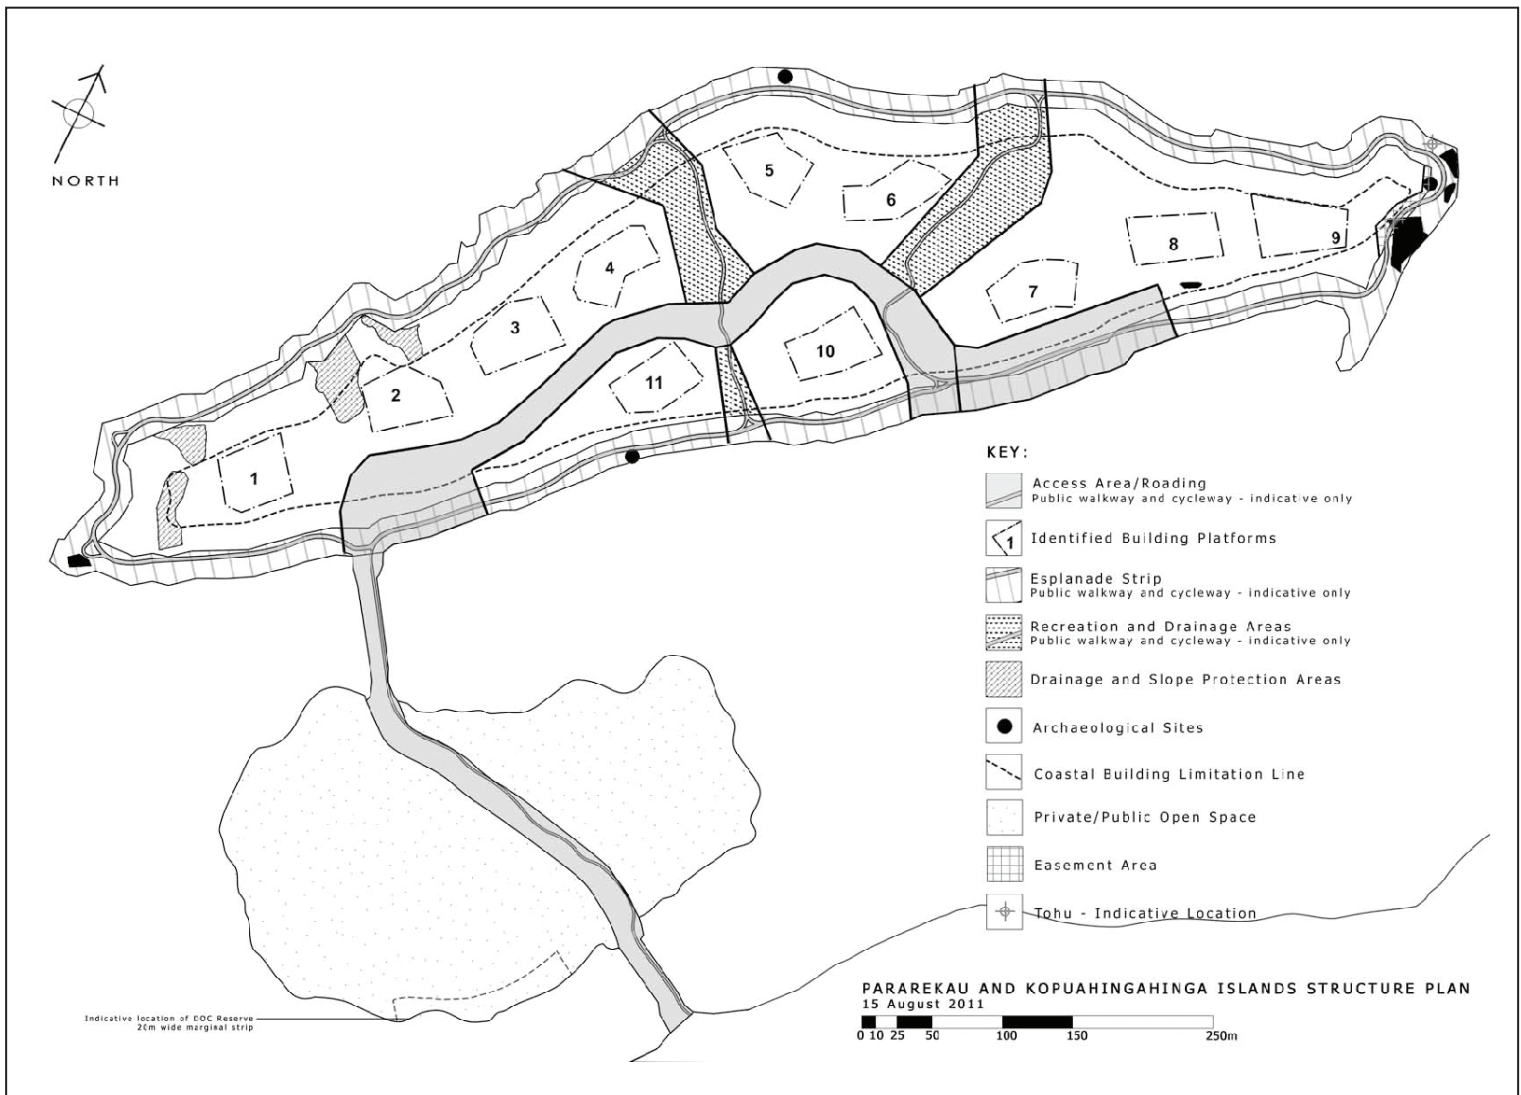 NORTH
5
6
4
8
9
7
3
10
11
2
1
KEY:
Access Area/Roading
Public walkway and cycleway - indicative only
1
Identified Building Platforms
Esplanade Strip
Public walkway and cycleway - indicative only
Recreation and Drainage Areas
Public walkway and cycleway - indicative only
Drainage and Slope Protection Areas
Archaeological Sites
Coastal Building Limitation Line
Private/Public Open Space
Easement Area
Tohu - Indicative Location
PARAREKAU AND KOPUAHINGAHINGA ISLANDS STRUCTURE PLAN
15 August 2011
0 10 25 50 100 150 250m
Indicative location of DOC Reserve
20m wide marginal strip